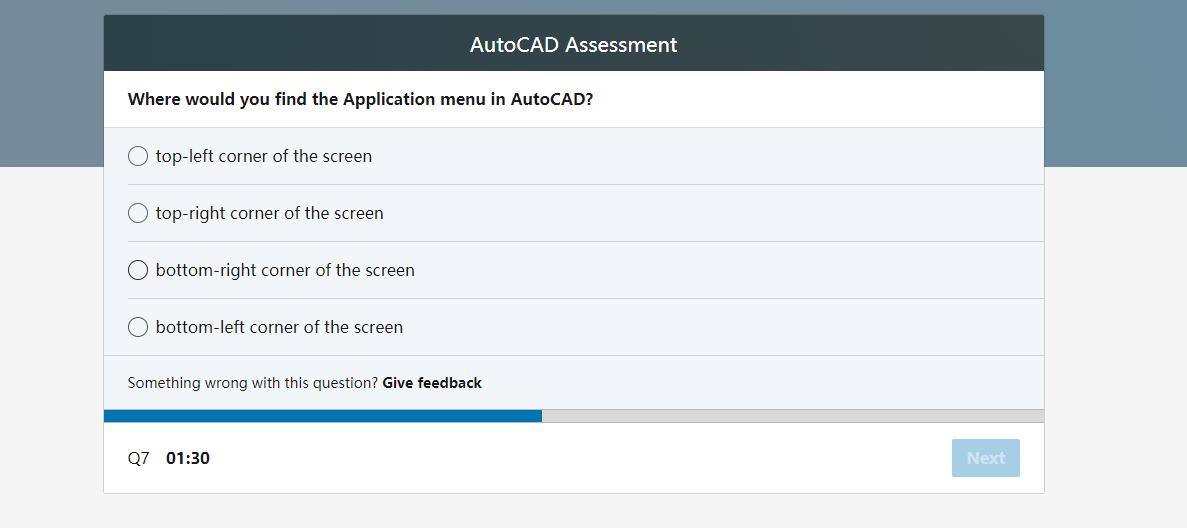 AutoCAD Assessment
Where would you find the Application menu in AutoCAD?
top-left corner of the screen
top-right corner of the screen
bottom-right corner of the screen
bottom-left corner of the screen
Something wrong with this question? Give feedback
Q7 01:30 Next